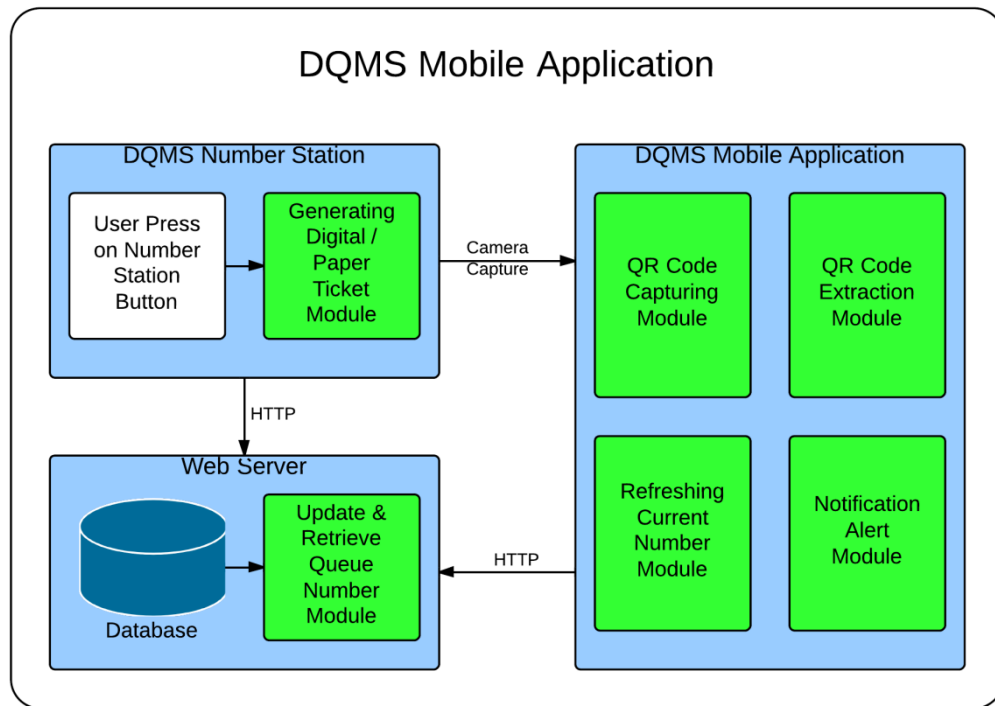 DQMS Mobile Application
DQMS Number Station
User Press
on Number
Station
Button
Generating
Digital /
Paper
Ticket
Module
Camera
Capture
DQMS Mobile Application
QR Code
Capturing
Module
QR Code
Extraction
Module
Refreshing
Current
Number
Module
Notification
Alert
Module
HTTP
Web Server
Database
Update &
Retrieve
Queue
Number
Module
HTTP